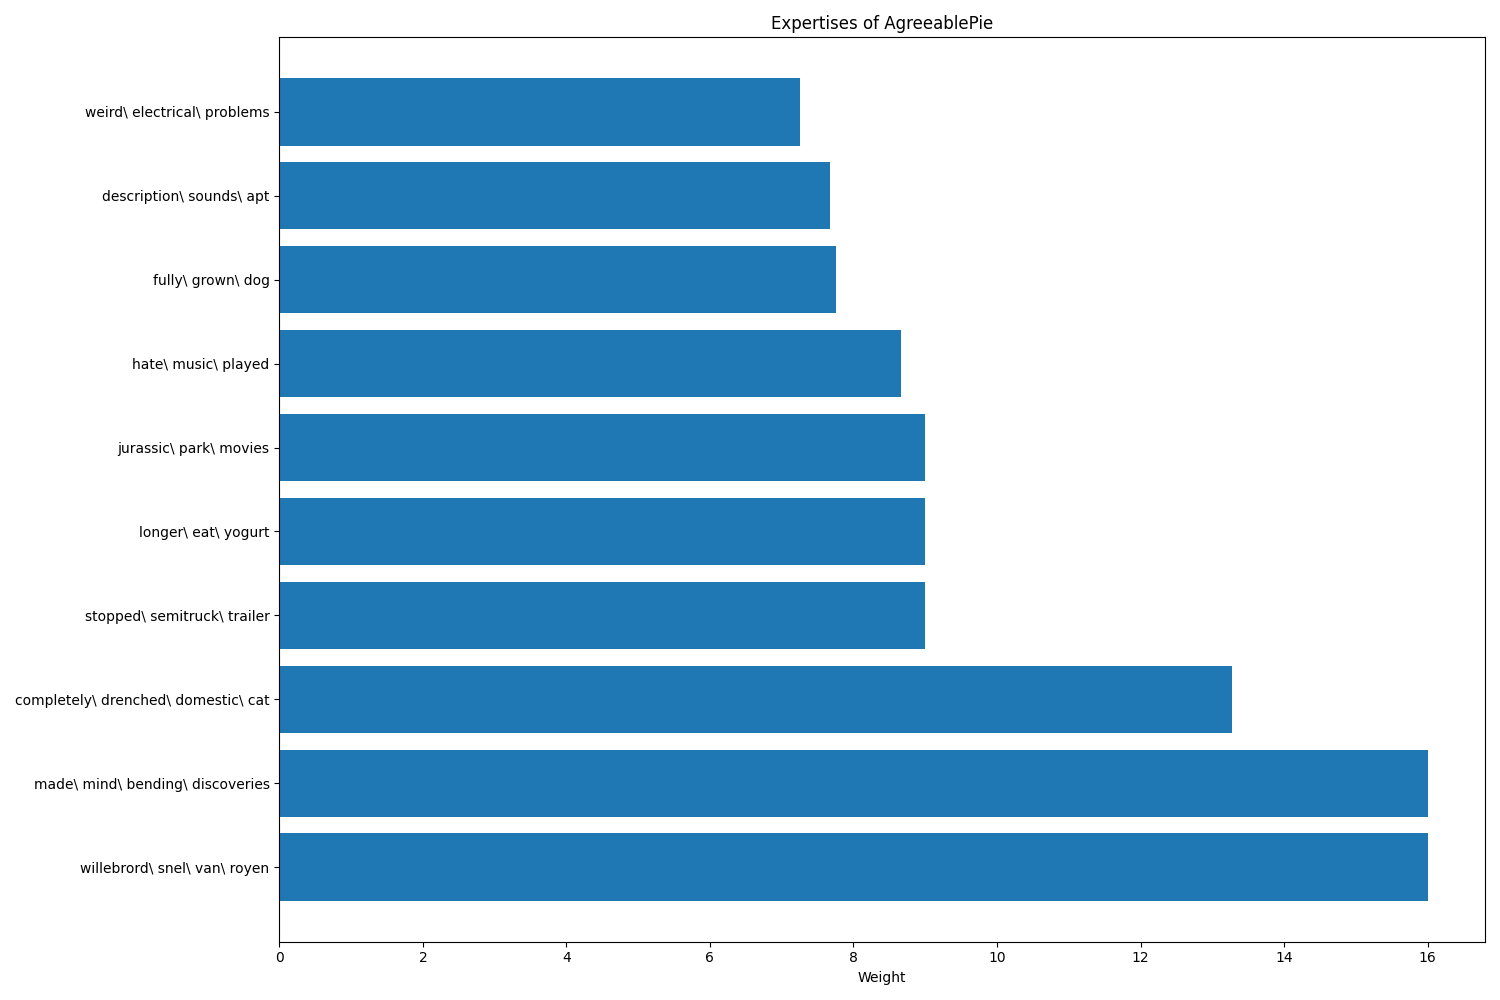 Expertises of AgreeablePie
weird\ electrical\ problems
description\ sounds\ apt
fully\ grown\ dog
hate\ music\ played
jurassic\ park\ movies
longer\ eat\ yogurt
stopped\ semitruck\ trailer
completely\ drenched\ domestic\ cat
made\ mind\ bending\ discoveries
willebrord\ snel\ van\ royen
0 2 4 6 8 10 12 14 16
Weight